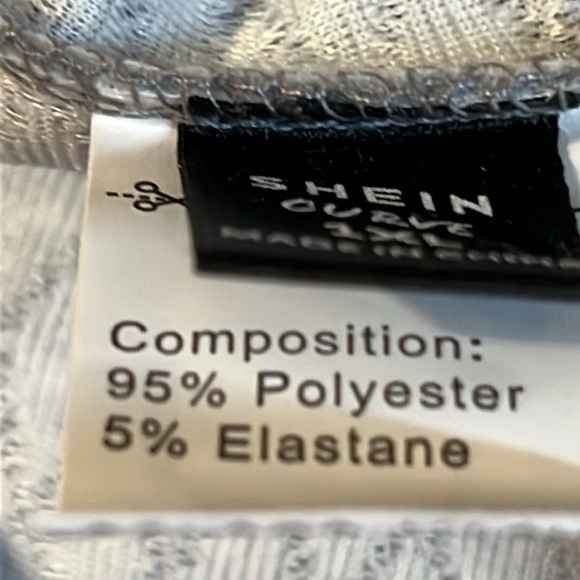 SHEIN
CURVE
1XL
MADE IN CHINA
Composition:
95% Polyester
5% Elastane